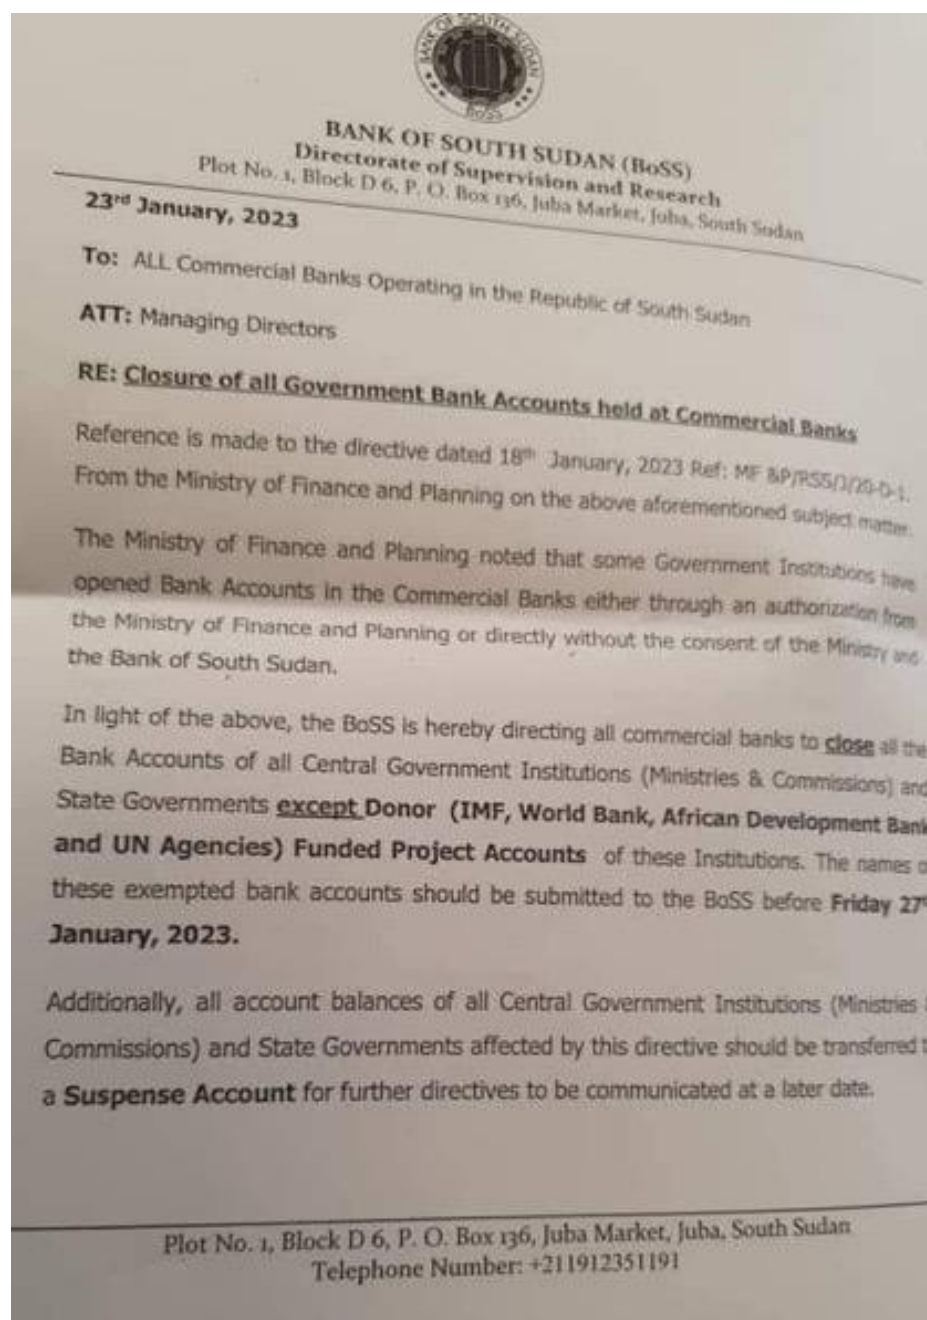 BANK OF SOUTH SUDAN
BoSS
BANK OF SOUTH SUDAN (BoSS)
Directorate of Supervision and Research
Plot No. 1, Block D 6, P. O. Box 136, Juba Market, Juba, South Sudan
23rd January, 2023
To: ALL Commercial Banks Operating in the Republic of South Sudan
ATT: Managing Directors
RE: Closure of all Government Bank Accounts held at Commercial Banks
Reference is made to the directive dated 18th January, 2023 Ref: MF &P/RSS/J/20-D-1.
From the Ministry of Finance and Planning on the above aforementioned subject matter.
The Ministry of Finance and Planning noted that some Government Institutions have
opened Bank Accounts in the Commercial Banks either through an authorization from
the Ministry of Finance and Planning or directly without the consent of the Ministry and
the Bank of South Sudan.
In light of the above, the BoSS is hereby directing all commercial banks to close all the
Bank Accounts of all Central Government Institutions (Ministries & Commissions) and
State Governments except Donor (IMF, World Bank, African Development Bank
and UN Agencies) Funded Project Accounts of these Institutions. The names o
these exempted bank accounts should be submitted to the BoSS before Friday 27t
January, 2023.
Additionally, all account balances of all Central Government Institutions (Ministries
Commissions) and State Governments affected by this directive should be transferred t
a Suspense Account for further directives to be communicated at a later date.
Plot No. 1, Block D 6, P. O. Box 136, Juba Market, Juba, South Sudan
Telephone Number: +211912351191